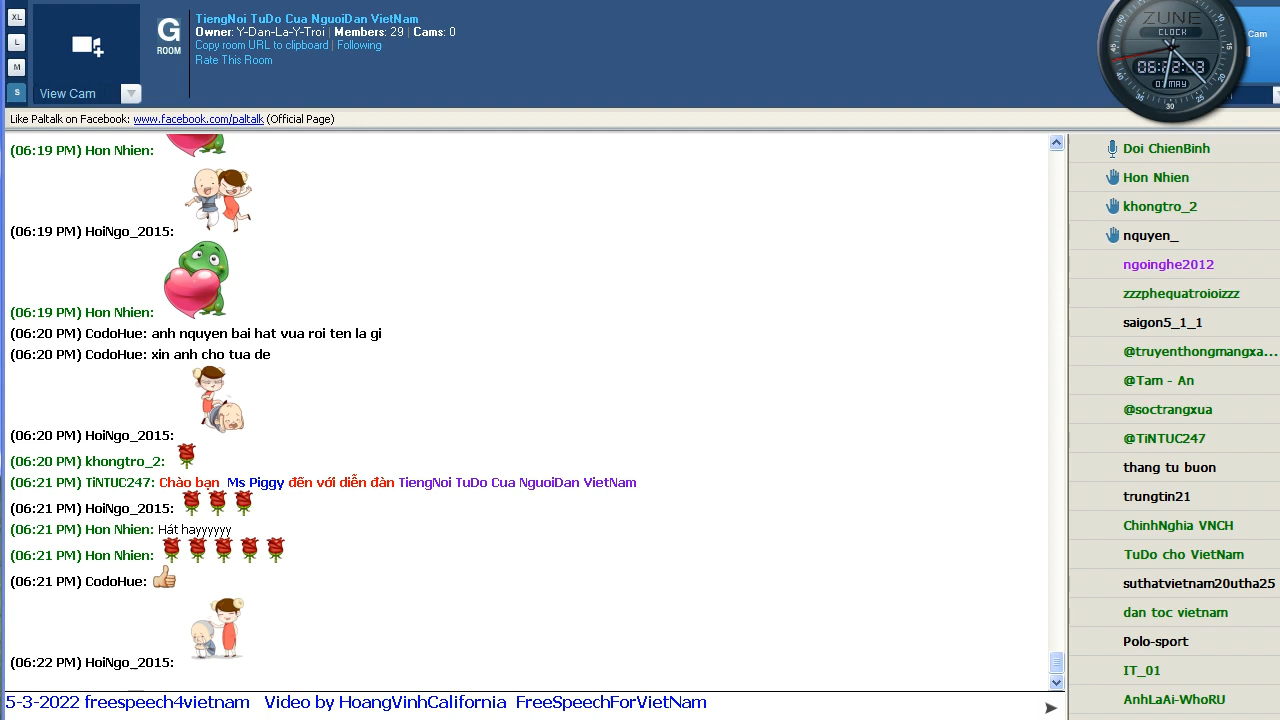 XL
L
M
S
View Cam
G
ROOM
TiengNoi TuDo Cua NguoiDan VietNam
Owner: Y-Dan-La-Y-Troi | Members: 29 | Cams: 0
Copy room URL to clipboard | Following
Rate This Room
ZUNE
CLOCK
07 MAY
Cam
Like Paltalk on Facebook: www.facebook.com/paltalk (Official Page)
(06:19 PM) Hon Nhien:
(06:19 PM) HoiNgo_2015:
(06:19 PM) Hon Nhien:
(06:20 PM) CodoHue: anh nquyen bai hat vua roi ten la gi
(06:20 PM) CodoHue: xin anh cho tua de
(06:20 PM) HoiNgo_2015:
(06:20 PM) khongtro_2:
(06:21 PM) TiNTUC247: Chào bạn Ms Piggy đến với diễn đàn TiengNoi TuDo Cua NguoiDan VietNam
(06:21 PM) HoiNgo_2015:
(06:21 PM) Hon Nhien: Hát hayyyyyy
(06:21 PM) Hon Nhien:
(06:21 PM) CodoHue:
(06:22 PM) HoiNgo_2015:
Doi ChienBinh
Hon Nhien
khongtro_2
nquyen_
ngoinghe2012
zzzphequatroioizzz
saigon5_1_1
@truyenthongmangxa...
@Tam - An
@soctrangxua
@TiNTUC247
thang tu buon
trungtin21
ChinhNghia VNCH
TuDo cho VietNam
suthatvietnam20utha25
dan toc vietnam
Polo-sport
IT_01
AnhLaAi-WhoRU
5-3-2022 freespeech4vietnam Video by HoangVinhCalifornia FreeSpeechForVietNam